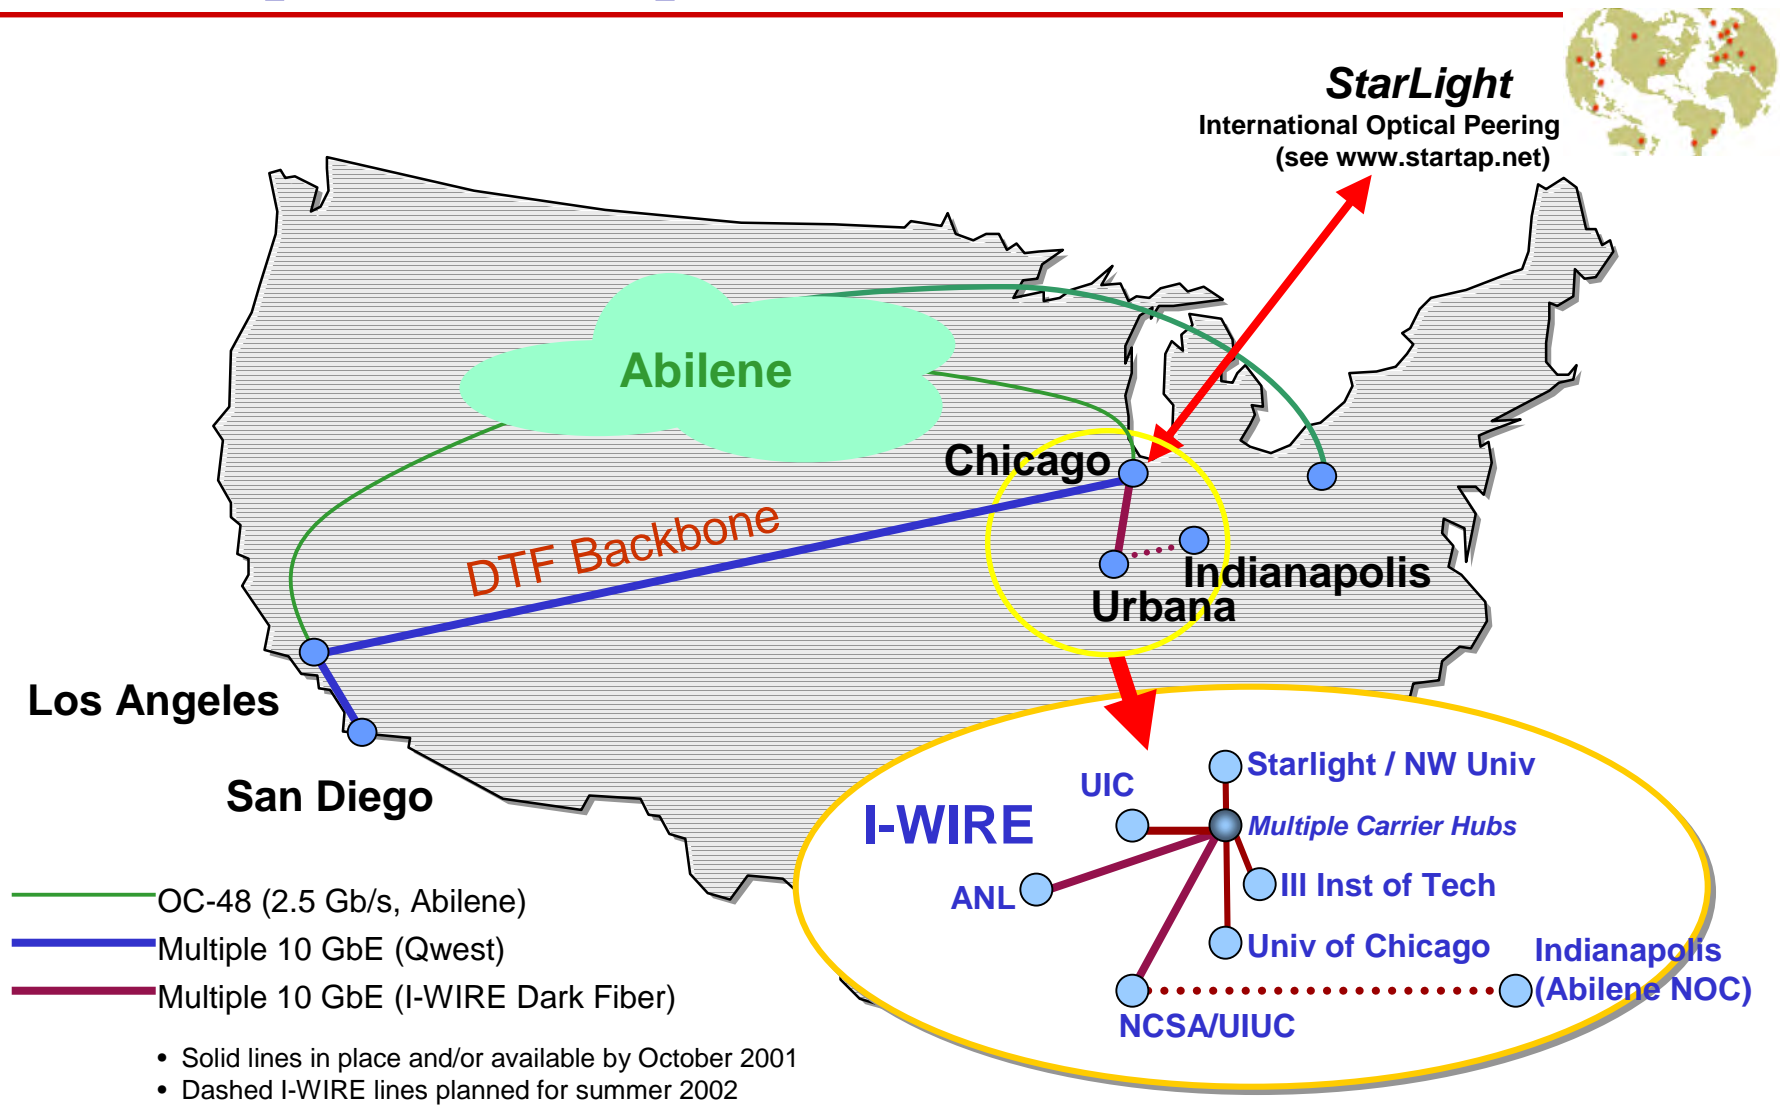 StarLight
International Optical Peering
(see www.startap.net)
Abilene
Chicago
DTF Backbone
Indianapolis
Urbana
Los Angeles
San Diego
I-WIRE
Starlight / NW Univ
UIC
Multiple Carrier Hubs
ANL
Ill Inst of Tech
Univ of Chicago
Indianapolis
(Abilene NOC)
NCSA/UIUC
OC-48 (2.5 Gb/s, Abilene)
Multiple 10 GbE (Qwest)
Multiple 10 GbE (I-WIRE Dark Fiber)
• Solid lines in place and/or available by October 2001
• Dashed I-WIRE lines planned for summer 2002